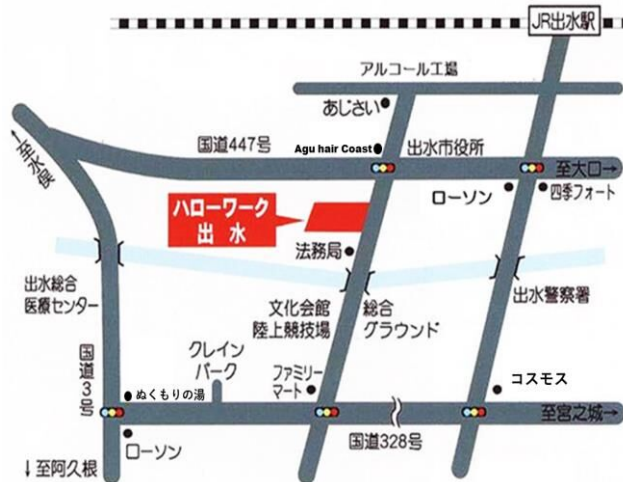 JR出水駅
アルコール工場
あじさい
国道447号
Agu hair Coast
出水市役所
至水俣
至大口→
ハローワーク
出水
ローソン
四季フォート
法務局
出水総合
医療センター
文化会館
陸上競技場
総合
グラウンド
出水警察署
国道3号
クレイン
パーク
ファミリー
マート
コスモス
ぬくもりの湯
至宮之城→
国道328号
ローソン
↓至阿久根